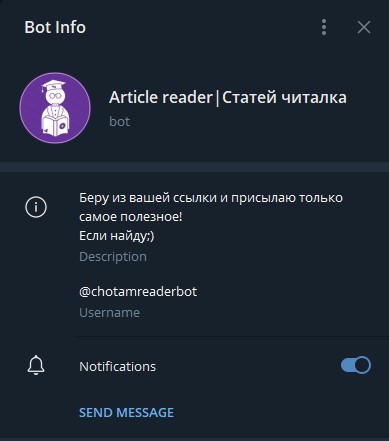 Bot Info
Article reader|Статей читалка
bot
Беру из вашей ссылки и присылаю только
самое полезное!
Если найду;)
Description
@chotamreaderbot
Username
Notifications
SEND MESSAGE